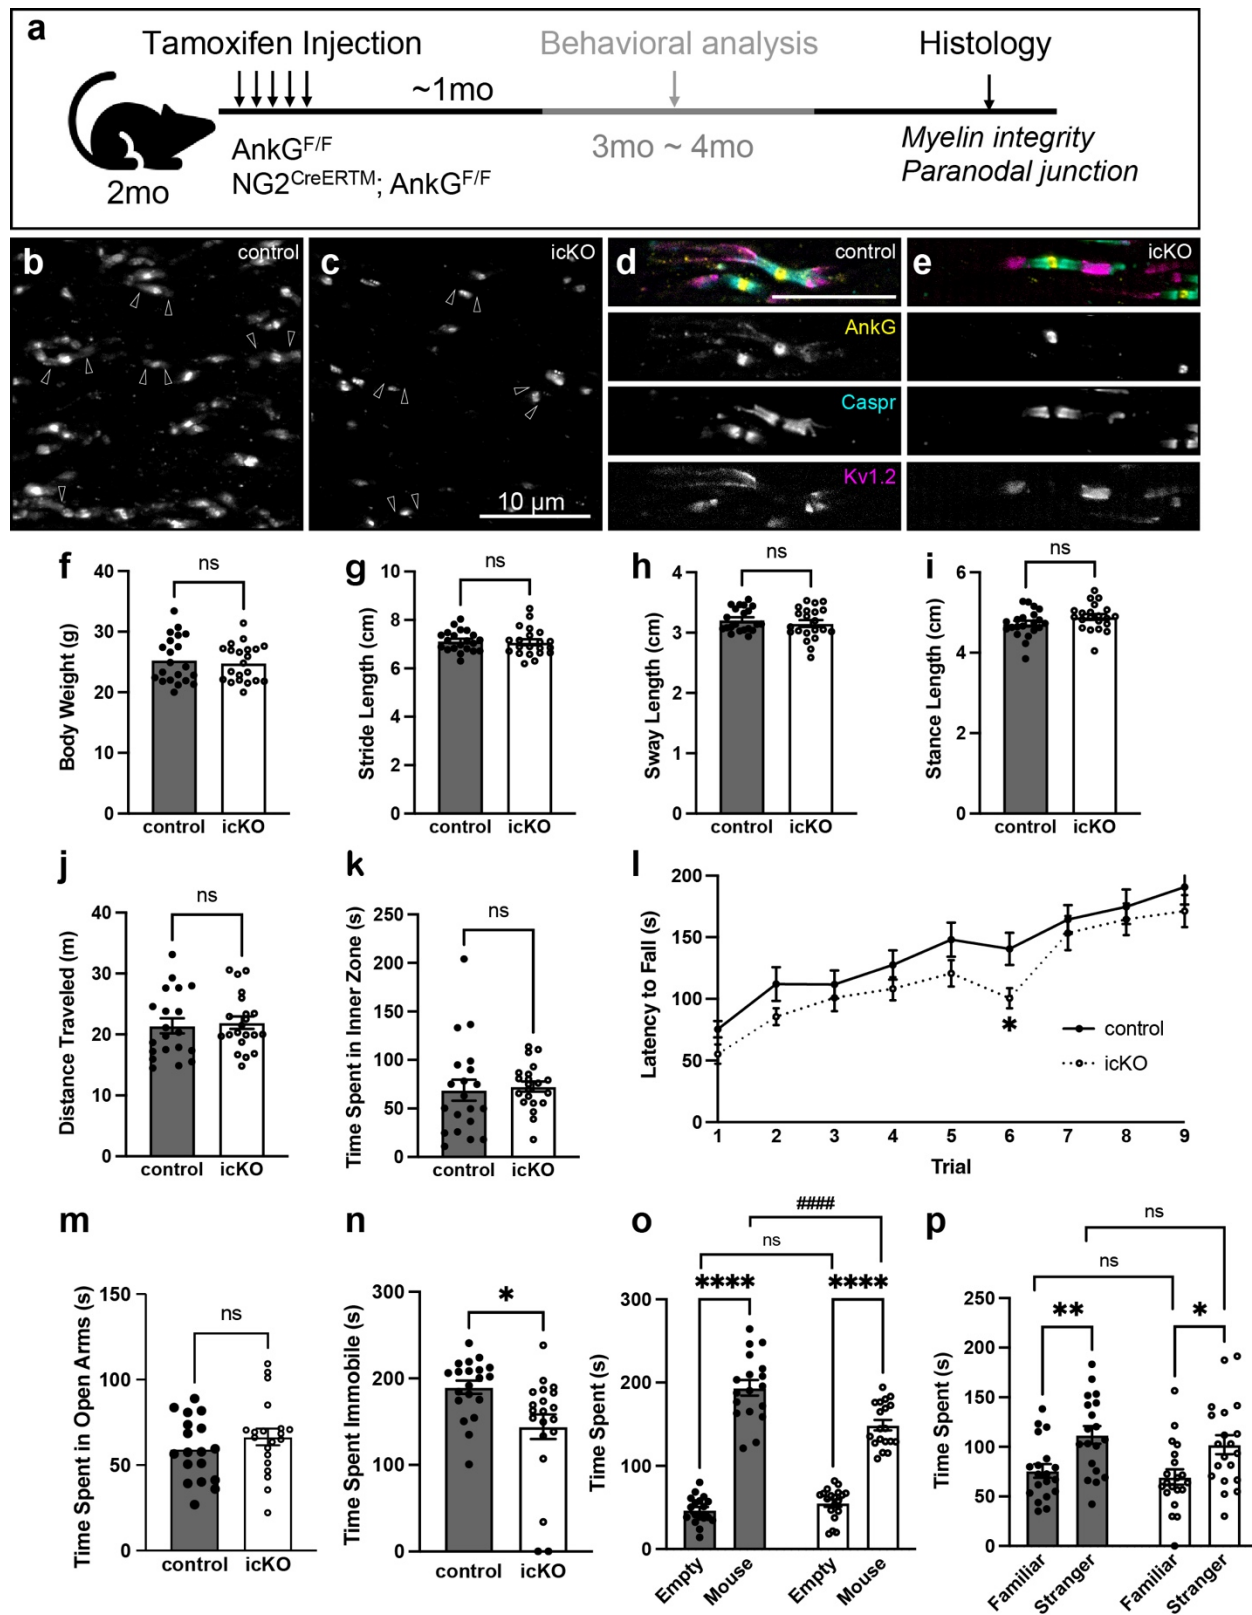 a
Tamoxifen Injection
Behavioral analysis
Histology
~1mo
2mo
AnkG^F/F
NG2^CreERTM; AnkG^F/F
3mo ~ 4mo
Myelin integrity
Paranodal junction
b
control
c
icKO
10 µm
d
control
AnkG
Caspr
Kv1.2
e
icKO
f
ns
Body Weight (g)
40
30
20
10
0
control
icKO
g
ns
Stride Length (cm)
10
8
6
4
2
0
control
icKO
h
ns
Sway Length (cm)
4
3
2
1
0
control
icKO
i
ns
Stance Length (cm)
6
4
2
0
control
icKO
j
ns
Distance Traveled (m)
40
30
20
10
0
control
icKO
k
ns
Time Spent in Inner Zone (s)
250
200
150
100
50
0
control
icKO
l
Latency to Fall (s)
200
150
100
50
0
*
control
icKO
1 2 3 4 5 6 7 8 9
Trial
m
ns
Time Spent in Open Arms (s)
150
100
50
0
control
icKO
n
*
Time Spent Immobile (s)
300
200
100
0
control
icKO
o
####
ns
**** ****
Time Spent (s)
300
200
100
0
Empty
Mouse
Empty
Mouse
p
ns
ns
** *
Time Spent (s)
250
200
150
100
50
0
Familiar
Stranger
Familiar
Stranger